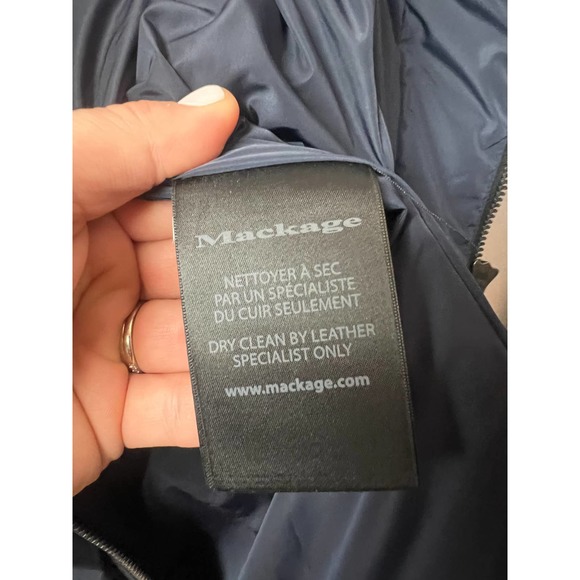 Mackage
NETTOYER À SEC
PAR UN SPÉCIALISTE
DU CUIR SEULEMENT
DRY CLEAN BY LEATHER
SPECIALIST ONLY
www.mackage.com